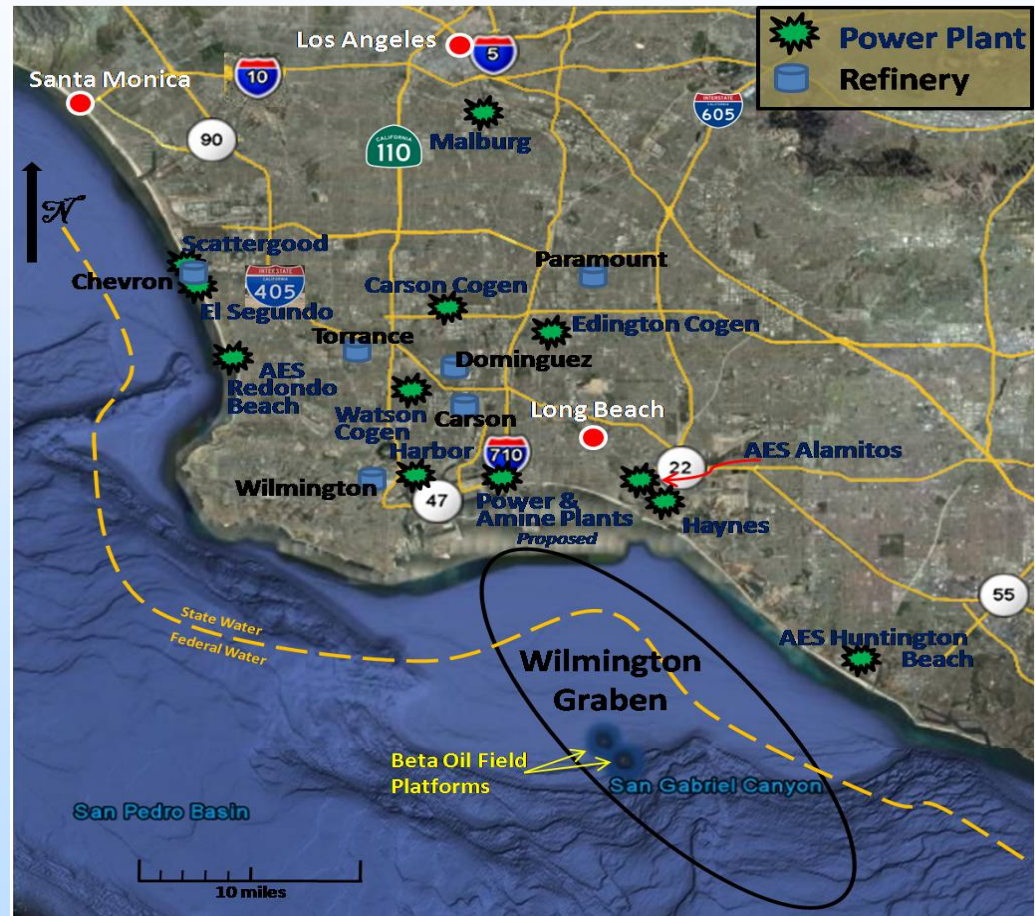 Power Plant
Refinery
Los Angeles
5
Santa Monica
10
INTERSTATE
605
90
CALIFORNIA
110
Malburg
N
Scattergood
Chevron
El Segundo
INTERSTATE
405
Carson Cogen
Paramount
Torrance
Edington Cogen
Dominguez
AES
Redondo
Beach
Watson
Cogen
Carson
Long Beach
Harbor
710
22
AES Alamitos
Wilmington
47
Power &
Amine Plants
Proposed
Haynes
55
State Water
Federal Water
AES Huntington
Beach
Wilmington
Graben
Beta Oil Field
Platforms
San Gabriel Canyon
San Pedro Basin
10 miles